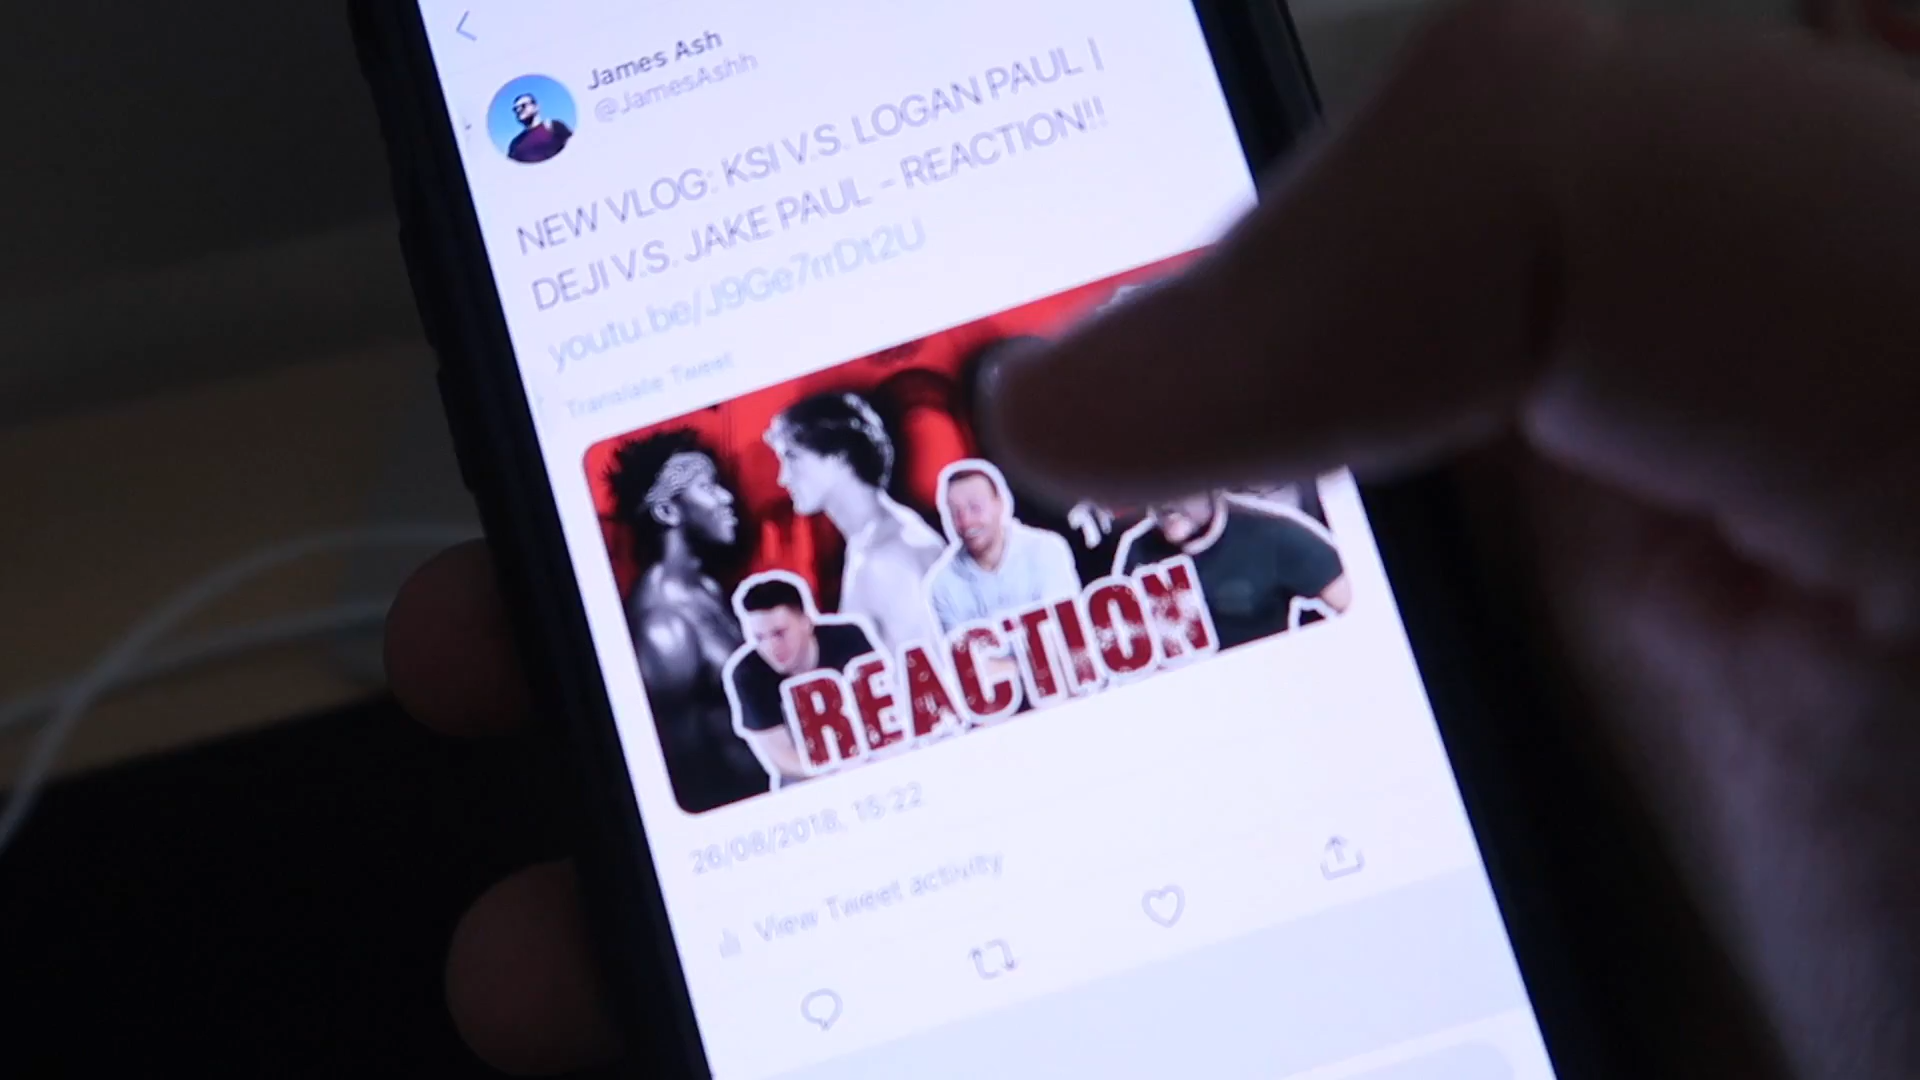 James Ash
@JamesAshh
NEW VLOG: KSI V.S. LOGAN PAUL |
DEJI V.S. JAKE PAUL - REACTION!!
youtu.be/J9Ge7rrDt2U
Translate Tweet
REACTION
26/08/2018, 15:22
View Tweet activity